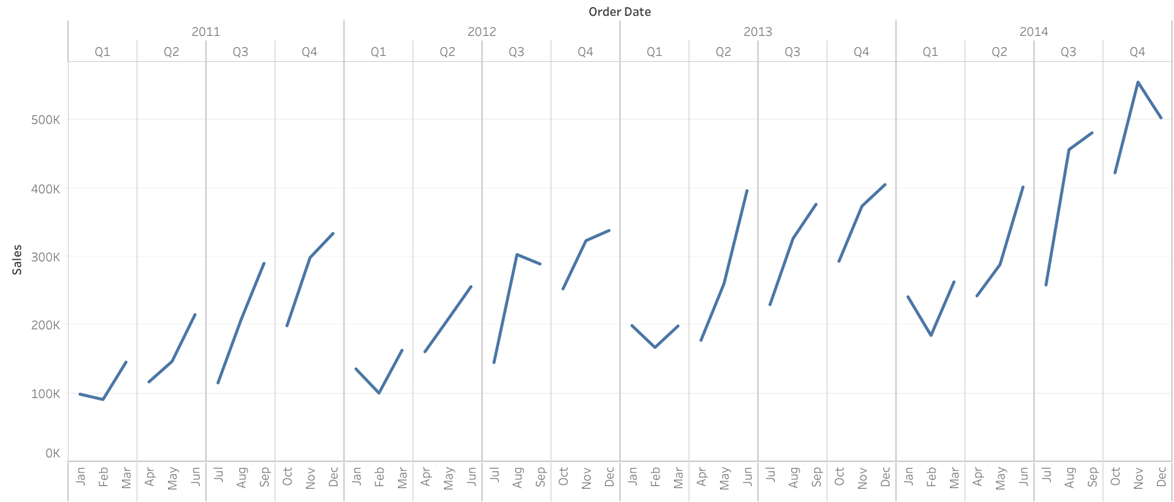 Order Date
2011 2012 2013 2014
Q1 Q2 Q3 Q4 Q1 Q2 Q3 Q4 Q1 Q2 Q3 Q4 Q1 Q2 Q3 Q4
500K
400K
300K
200K
100K
0K
Sales
Jan Feb Mar Apr May Jun Jul Aug Sep Oct Nov Dec Jan Feb Mar Apr May Jun Jul Aug Sep Oct Nov Dec Jan Feb Mar Apr May Jun Jul Aug Sep Oct Nov Dec Jan Feb Mar Apr May Jun Jul Aug Sep Oct Nov Dec